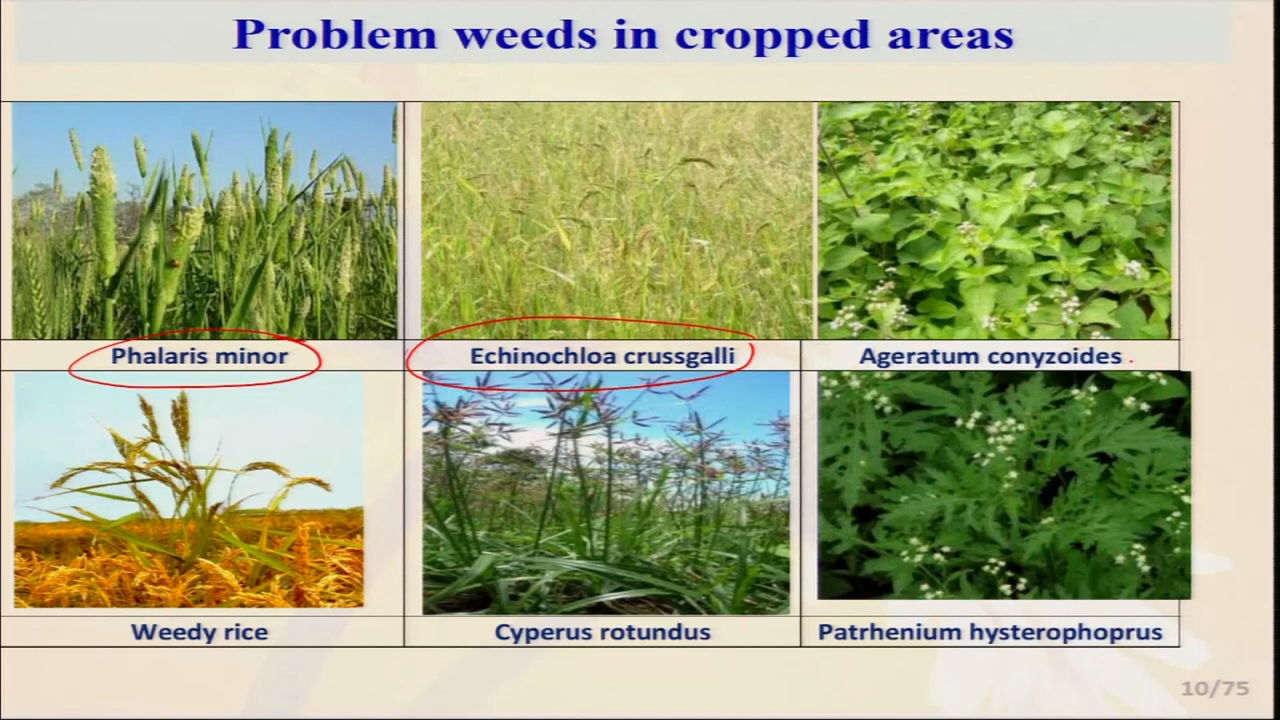 Problem weeds in cropped areas
Phalaris minor
Echinochloa crussgalli
Ageratum conyzoides
Weedy rice
Cyperus rotundus
Patrhenium hysterophoprus
10/75